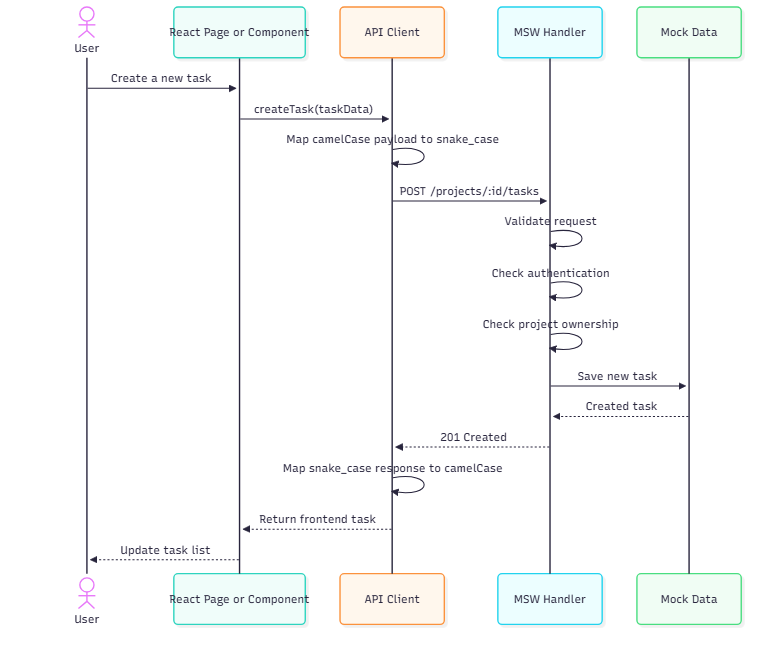 User
React Page or Component
API Client
MSW Handler
Mock Data
Create a new task
createTask(taskData)
Map camelCase payload to snake_case
POST /projects/:id/tasks
Validate request
Check authentication
Check project ownership
Save new task
Created task
201 Created
Map snake_case response to camelCase
Return frontend task
Update task list
User
React Page or Component
API Client
MSW Handler
Mock Data